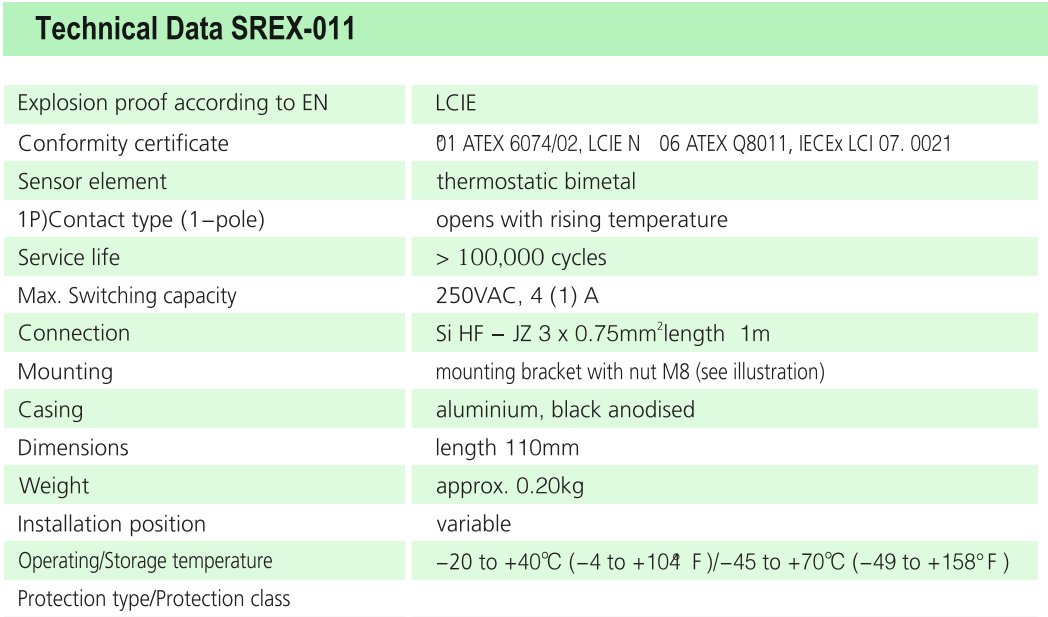 Technical Data SREX-011
Explosion proof according to EN LCIE
Conformity certificate 01 ATEX 6074/02, LCIE N 06 ATEX Q8011, IECEx LCI 07. 0021
Sensor element thermostatic bimetal
1P)Contact type (1–pole) opens with rising temperature
Service life > 100,000 cycles
Max. Switching capacity 250VAC, 4 (1) A
Connection Si HF – JZ 3 x 0.75mm²length 1m
Mounting mounting bracket with nut M8 (see illustration)
Casing aluminium, black anodised
Dimensions length 110mm
Weight approx. 0.20kg
Installation position variable
Operating/Storage temperature –20 to +40℃ (–4 to +104° F )/–45 to +70℃ (–49 to +158° F )
Protection type/Protection class